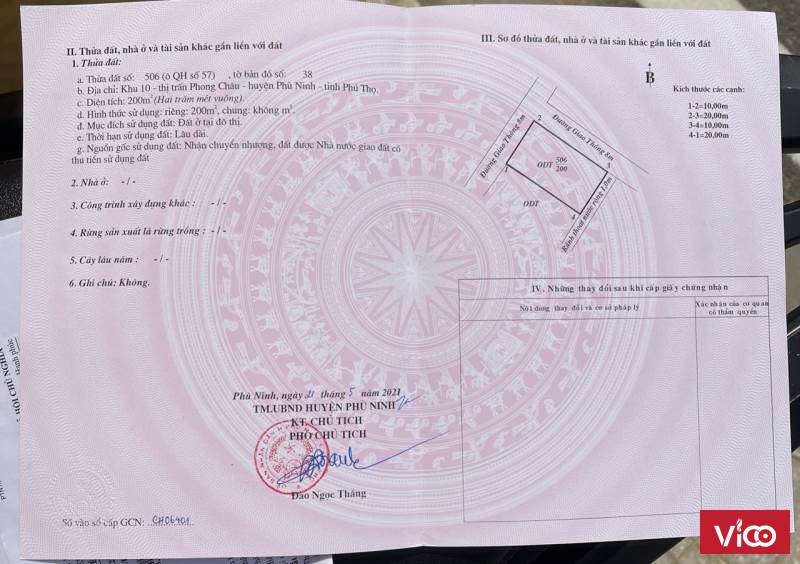 II. Thửa đất, nhà ở và tài sản khác gắn liền với đất
1. Thửa đất:
a. Thửa đất số: 506 (ô QH số 57) , tờ bản đồ số: 38
b. Địa chỉ: Khu 10 - thị trấn Phong Châu - huyện Phù Ninh - tỉnh Phú Thọ.
c. Diện tích: 200m² (Hai trăm mét vuông).
d. Hình thức sử dụng: riêng: 200m², chung: không m².
đ. Mục đích sử dụng đất: Đất ở tại đô thị.
e. Thời hạn sử dụng đất: Lâu dài.
g. Nguồn gốc sử dụng đất: Nhận chuyển nhượng, đất được Nhà nước giao đất có
thu tiền sử dụng đất
2. Nhà ở: -/-
3. Công trình xây dựng khác : -/-
4. Rừng sản xuất là rừng trồng : -/-
5. Cây lâu năm : -/-
6. Ghi chú: Không.
Phù Ninh, ngày 21 tháng 5 năm 2021
TM.UBND HUYỆN PHÙ NINH
KT. CHỦ TỊCH
PHÓ CHỦ TỊCH
Đào Ngọc Thắng
Số vào sổ cấp GCN: CH06401
III. Sơ đồ thửa đất, nhà ở và tài sản khác gắn liền với đất
B
Kích thước các cạnh:
1-2=10,00m
2-3=20,00m
3-4=10,00m
4-1=20,00m
Đường Giao Thông 8m
Đường Giao Thông 8m
1
2
3
4
ODT 506
200
ODT
Rãnh thoát nước rộng 1,0m
IV. Những thay đổi sau khi cấp giấy chứng nhận
Nội dung thay đổi và cơ sở pháp lý
Xác nhận của cơ quan
có thẩm quyền
ViCO